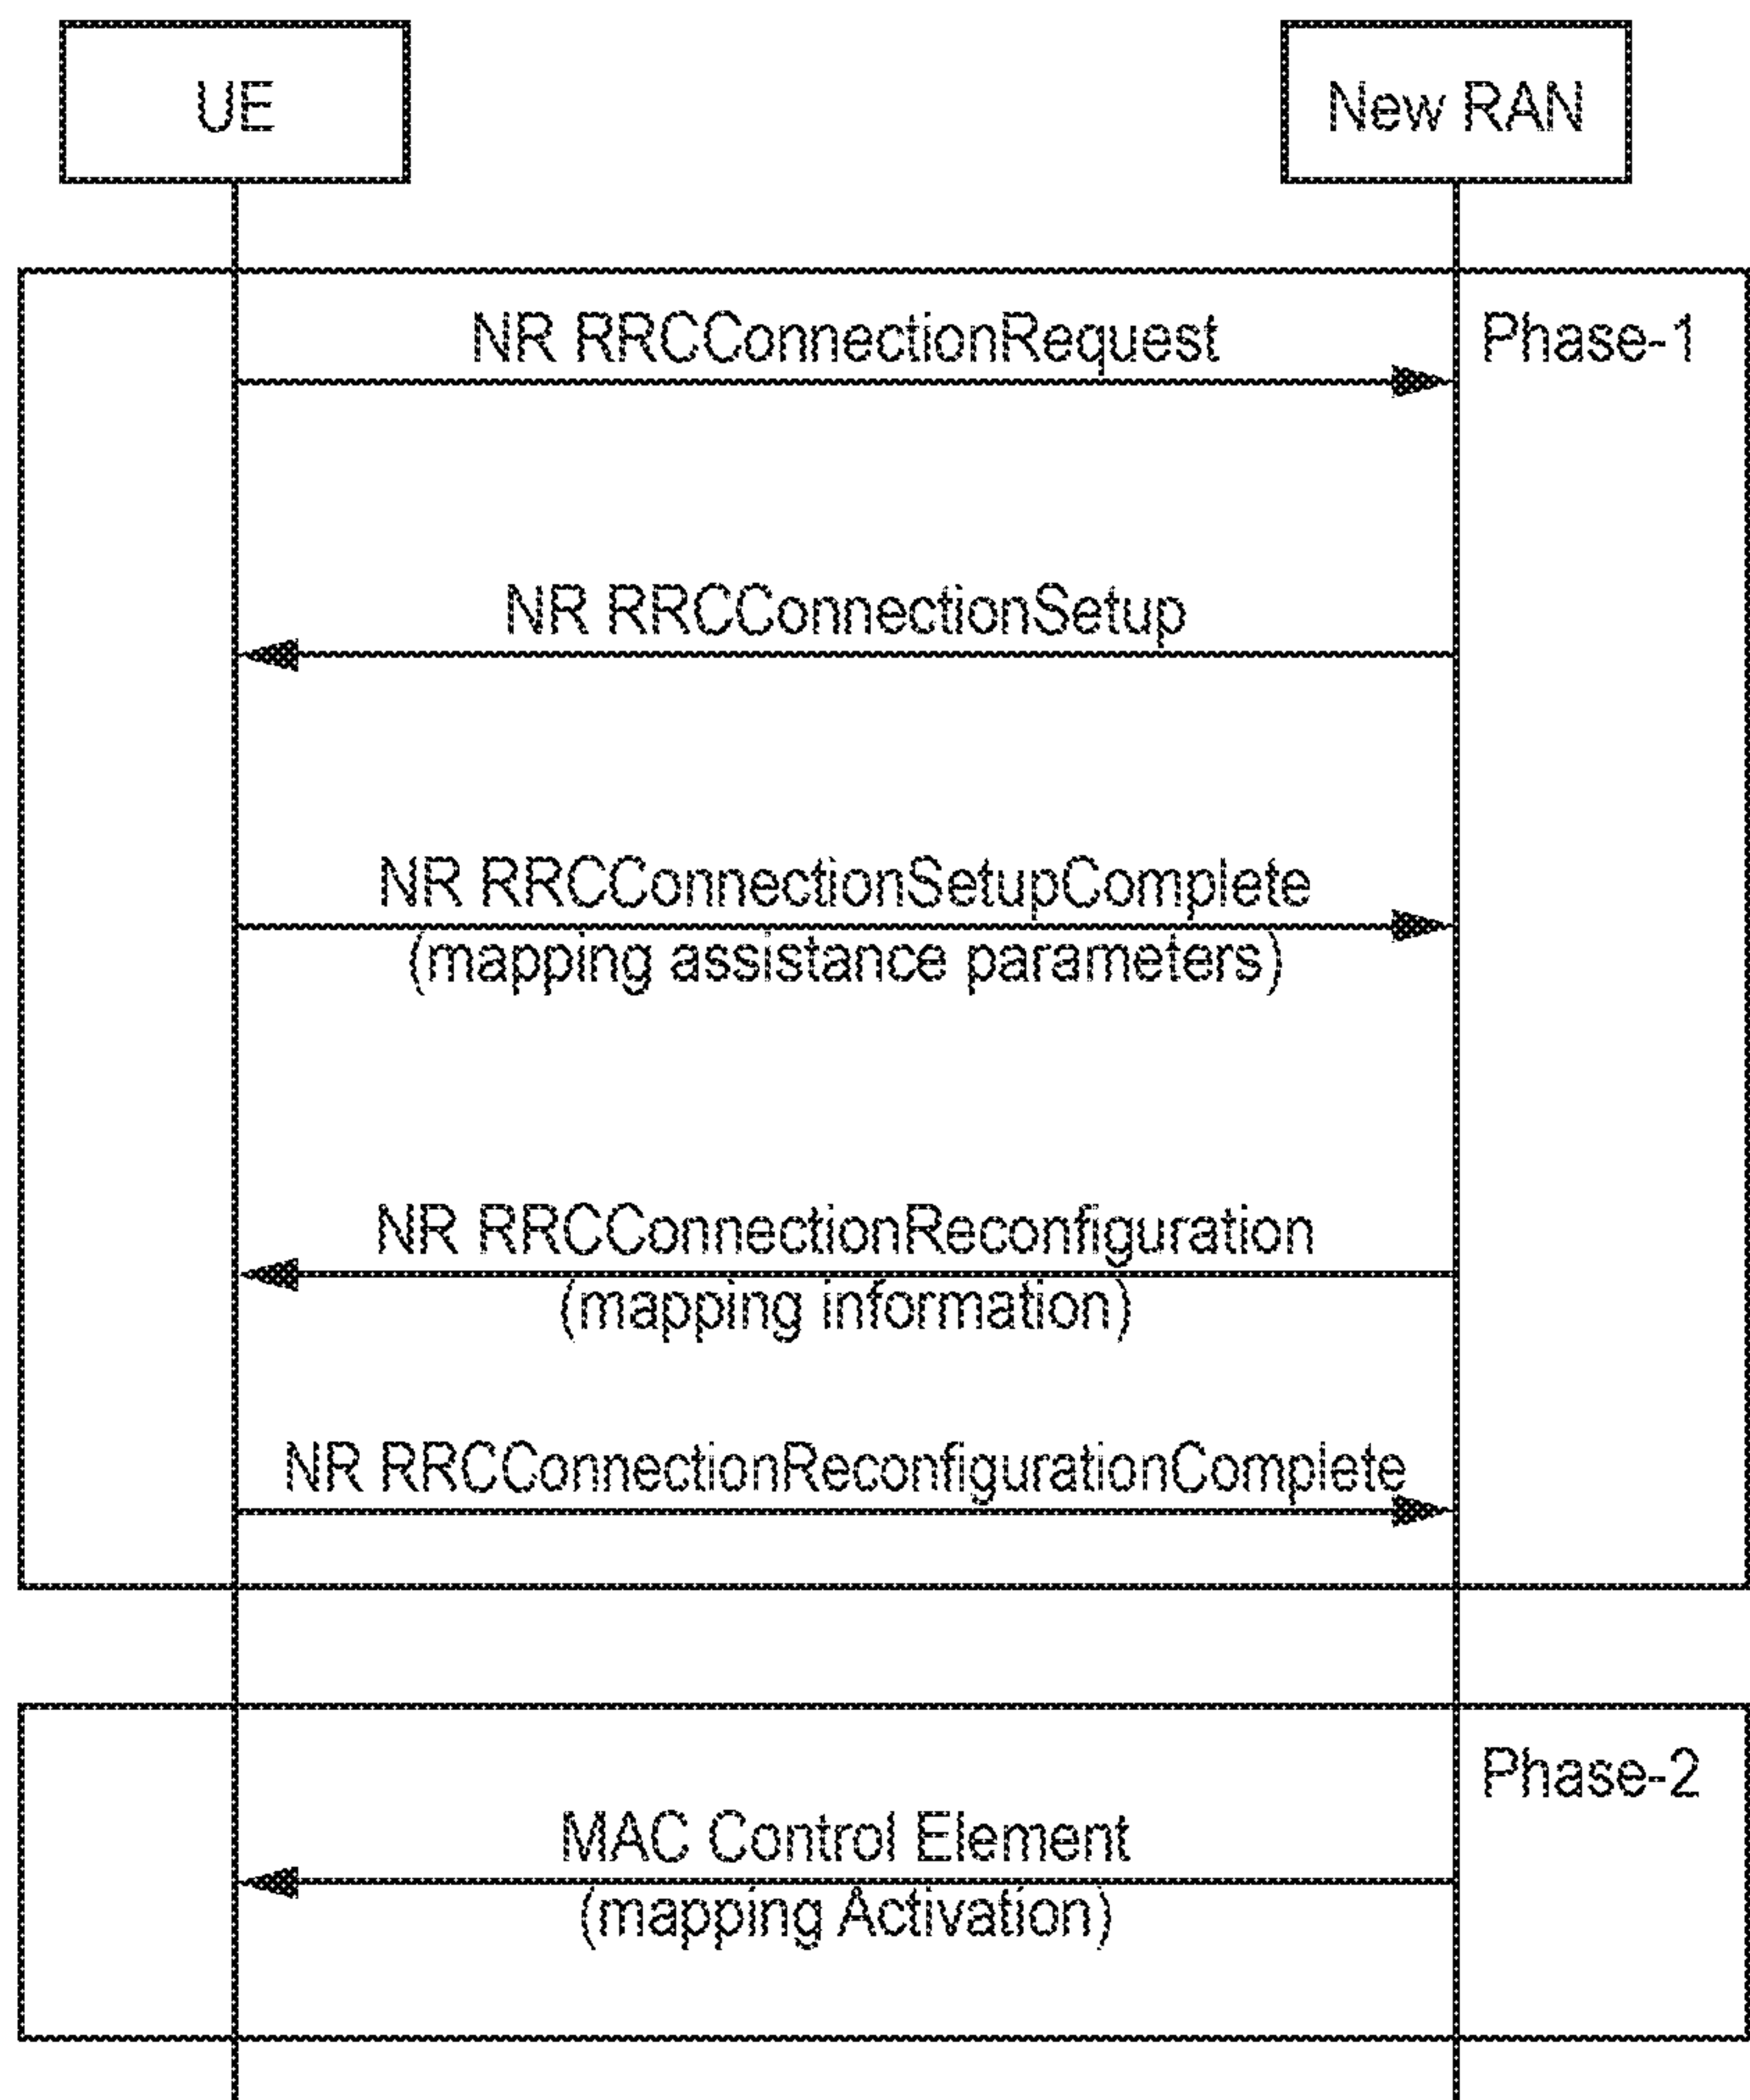 UE
New RAN
Phase-1
NR RRCConnectionRequest
NR RRCConnectionSetup
NR RRCConnectionSetupComplete
(mapping assistance parameters)
NR RRCConnectionReconfiguration
(mapping information)
NR RRCConnectionReconfigurationComplete
Phase-2
MAC Control Element
(mapping Activation)